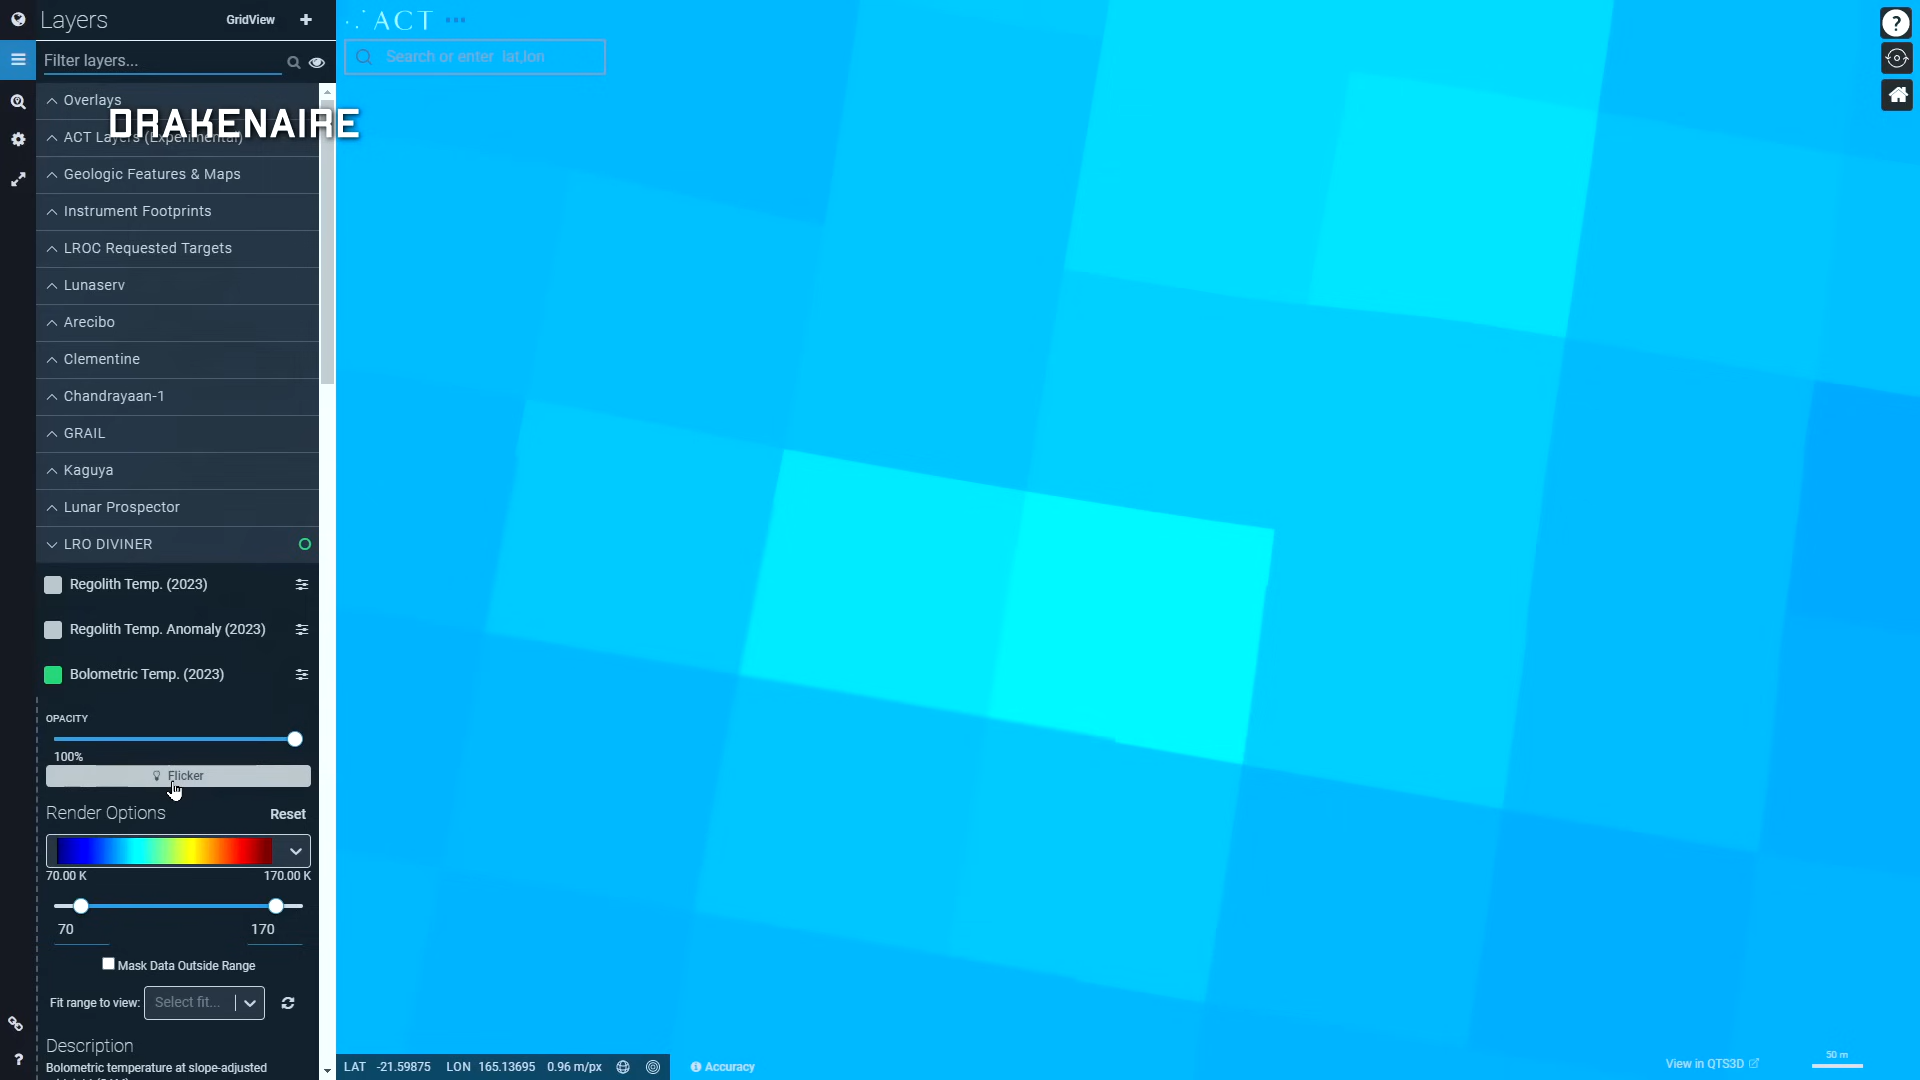 Layers
GridView
+
ACT
Filter layers...
Search or enter lat,lon
Overlays
DRAKENAIRE
ACT Layers (Experimental)
Geologic Features & Maps
Instrument Footprints
LROC Requested Targets
Lunaserv
Arecibo
Clementine
Chandrayaan-1
GRAIL
Kaguya
Lunar Prospector
LRO DIVINER
Regolith Temp. (2023)
Regolith Temp. Anomaly (2023)
Bolometric Temp. (2023)
OPACITY
100%
Flicker
Render Options
Reset
70.00 K
170.00 K
70
170
Mask Data Outside Range
Fit range to view:
Select fit...
Description
Bolometric temperature at slope-adjusted
LAT -21.59875 LON 165.13695 0.96 m/px
Accuracy
View in QTS3D
50 m